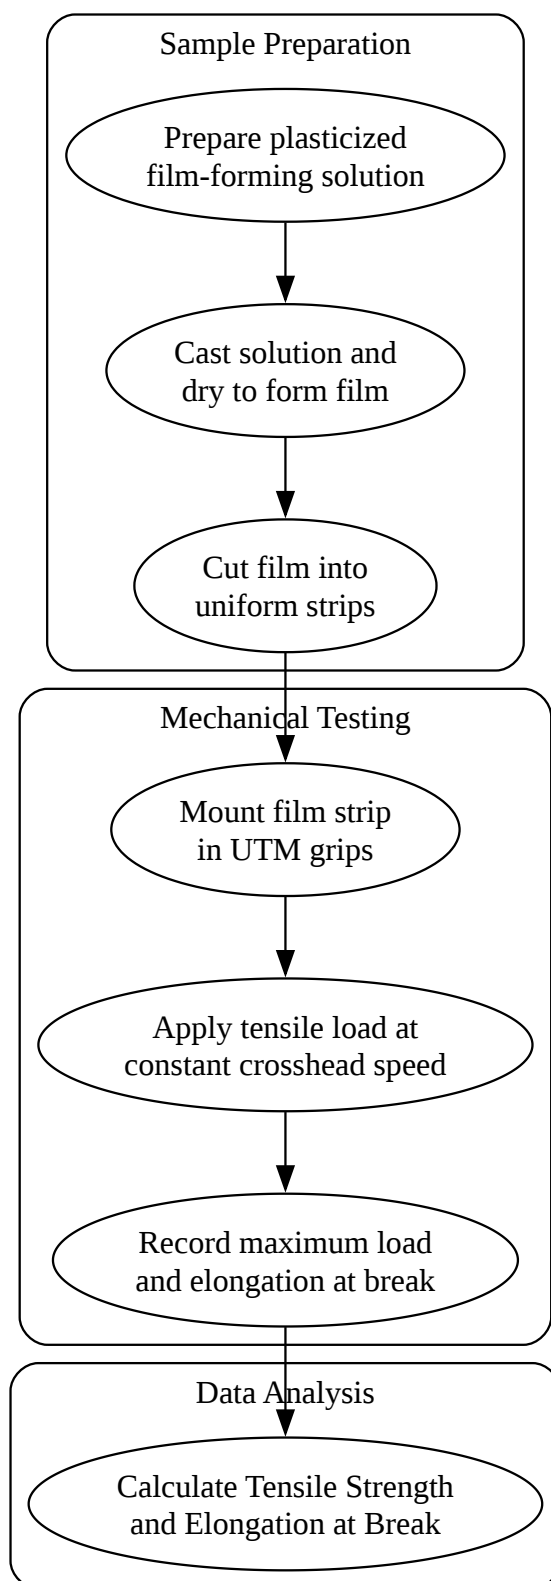 Sample Preparation
Prepare plasticized
film-forming solution
Cast solution and
dry to form film
Cut film into
uniform strips
Mechanical Testing
Mount film strip
in UTM grips
Apply tensile load at
constant crosshead speed
Record maximum load
and elongation at break
Data Analysis
Calculate Tensile Strength
and Elongation at Break